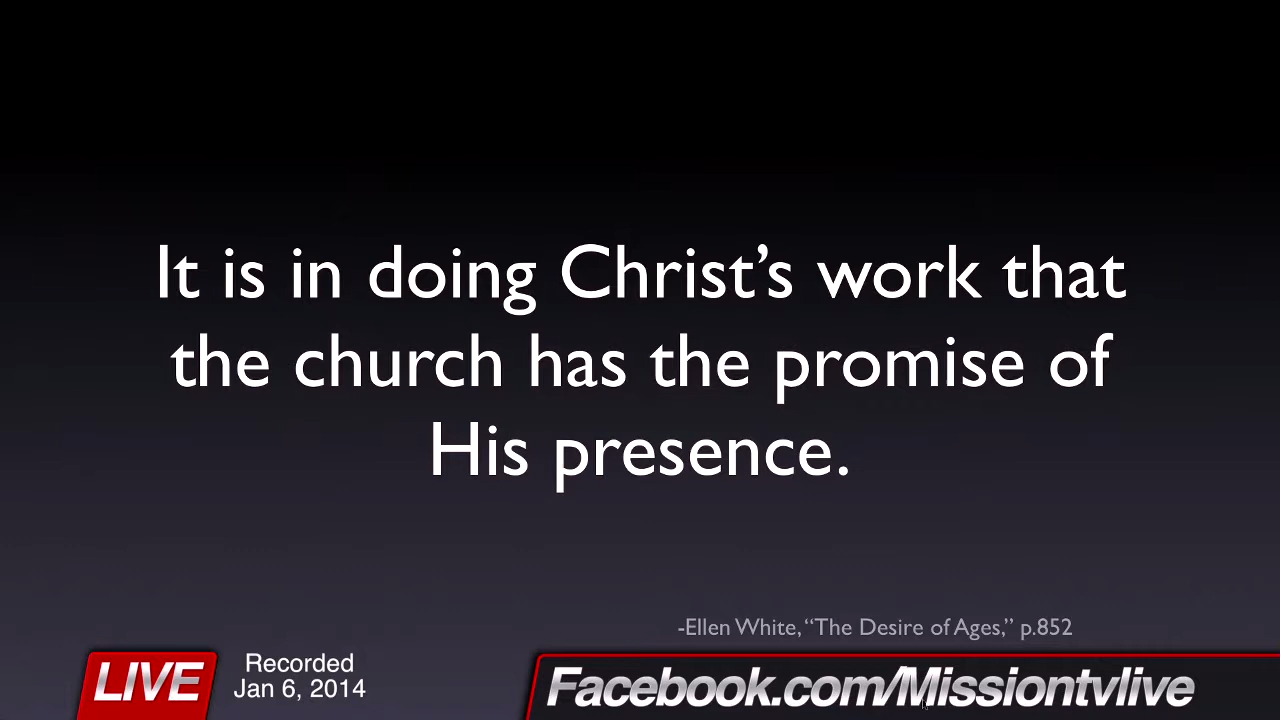 It is in doing Christ’s work that
the church has the promise of
His presence.
-Ellen White, “The Desire of Ages,” p.852
LIVE
Recorded
Jan 6, 2014
Facebook.com/Missiontvlive